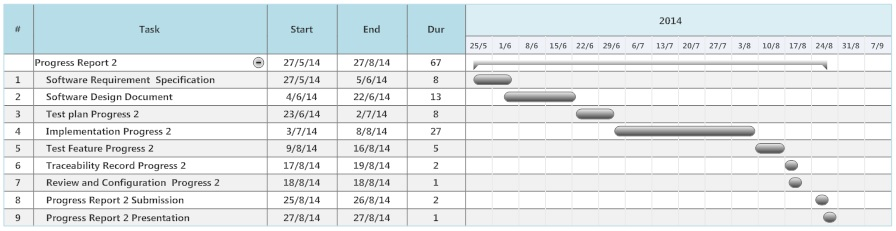 # Task Start End Dur 2014
25/5 1/6 8/6 15/6 22/6 29/6 6/7 13/7 20/7 27/7 3/8 10/8 17/8 24/8 31/8 7/9
Progress Report 2 27/5/14 27/8/14 67
1 Software Requirement Specification 27/5/14 5/6/14 8
2 Software Design Document 4/6/14 22/6/14 13
3 Test plan Progress 2 23/6/14 2/7/14 8
4 Implementation Progress 2 3/7/14 8/8/14 27
5 Test Feature Progress 2 9/8/14 16/8/14 5
6 Traceability Record Progress 2 17/8/14 19/8/14 2
7 Review and Configuration Progress 2 18/8/14 18/8/14 1
8 Progress Report 2 Submission 25/8/14 26/8/14 2
9 Progress Report 2 Presentation 27/8/14 27/8/14 1